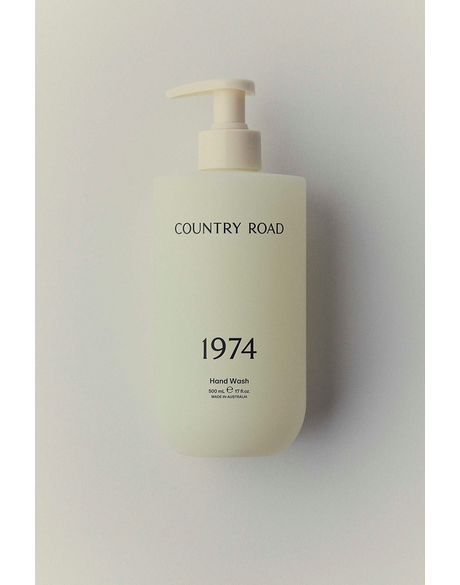 COUNTRY ROAD
1974
Hand Wash
500 mL ℮ 17 fl.oz.
MADE IN AUSTRALIA